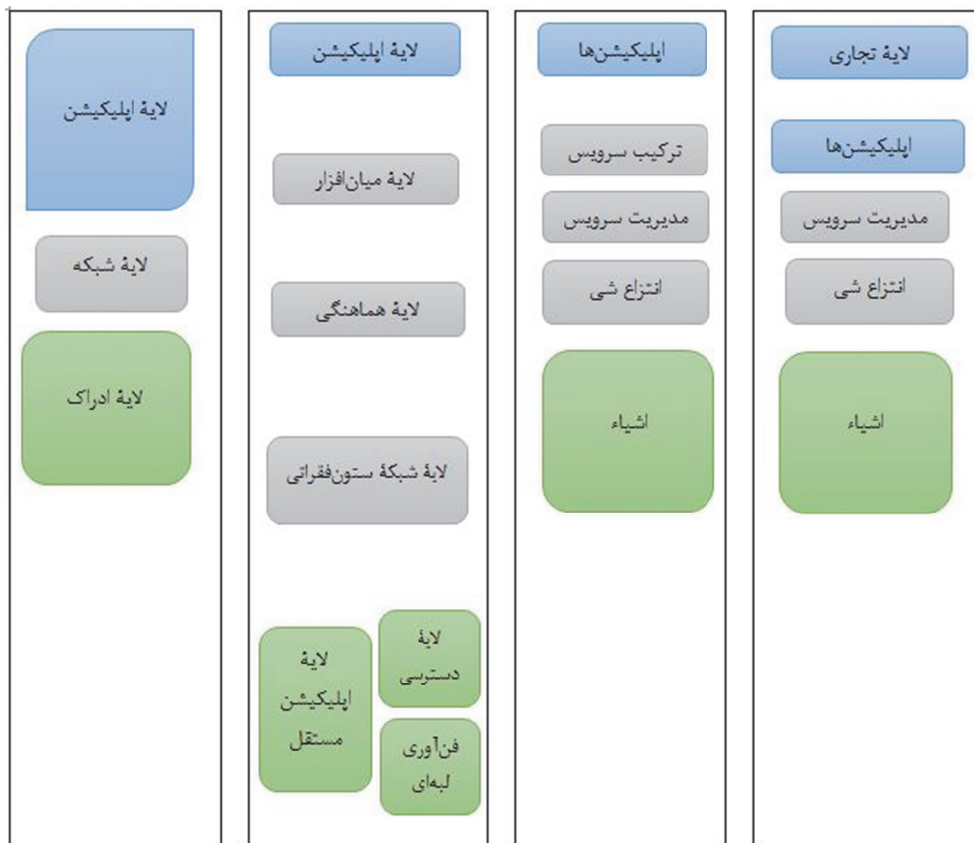 لایهٔ تجاری
اپلیکیشن‌ها
مدیریت سرویس
انتزاع شی
اشیاء
اپلیکیشن‌ها
ترکیب سرویس
مدیریت سرویس
انتزاع شی
اشیاء
لایهٔ اپلیکیشن
لایهٔ میان‌افزار
لایهٔ هماهنگی
لایهٔ شبکهٔ ستون‌فقراتی
لابهٔ
دسترسی
فن‌آوری
لبه‌ای
لایهٔ
اپلیکیشن
مستقل
لایهٔ اپلیکیشن
لایهٔ شبکه
لایهٔ ادراک